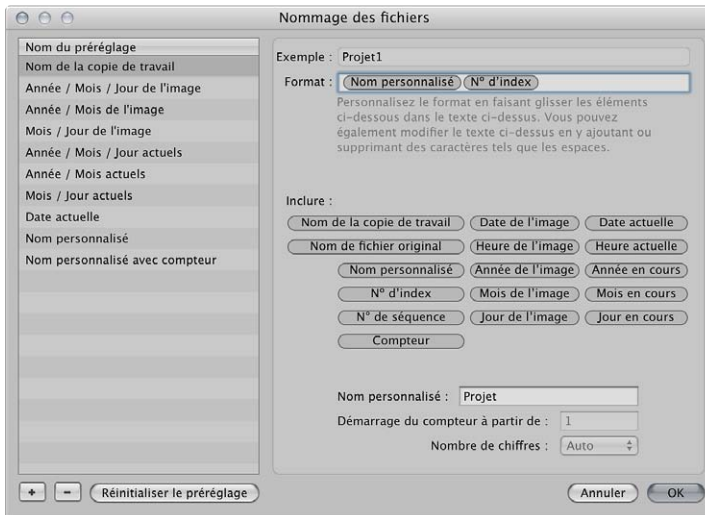 Nommage des fichiers
Nom du préréglage
Nom de la copie de travail
Année / Mois / Jour de l'image
Année / Mois de l'image
Mois / Jour de l'image
Année / Mois / Jour actuels
Année / Mois actuels
Mois / Jour actuels
Date actuelle
Nom personnalisé
Nom personnalisé avec compteur
Exemple : Projet1
Format : Nom personnalisé N° d'index
Personnalisez le format en faisant glisser les éléments
ci-dessous dans le texte ci-dessus. Vous pouvez
également modifier le texte ci-dessus en y ajoutant ou
supprimant des caractères tels que les espaces.
Inclure :
Nom de la copie de travail Date de l'image Date actuelle
Nom de fichier original Heure de l'image Heure actuelle
Nom personnalisé Année de l'image Année en cours
N° d'index Mois de l'image Mois en cours
N° de séquence Jour de l'image Jour en cours
Compteur
Nom personnalisé : Projet
Démarrage du compteur à partir de : 1
Nombre de chiffres : Auto
+ - Réinitialiser le préréglage Annuler OK